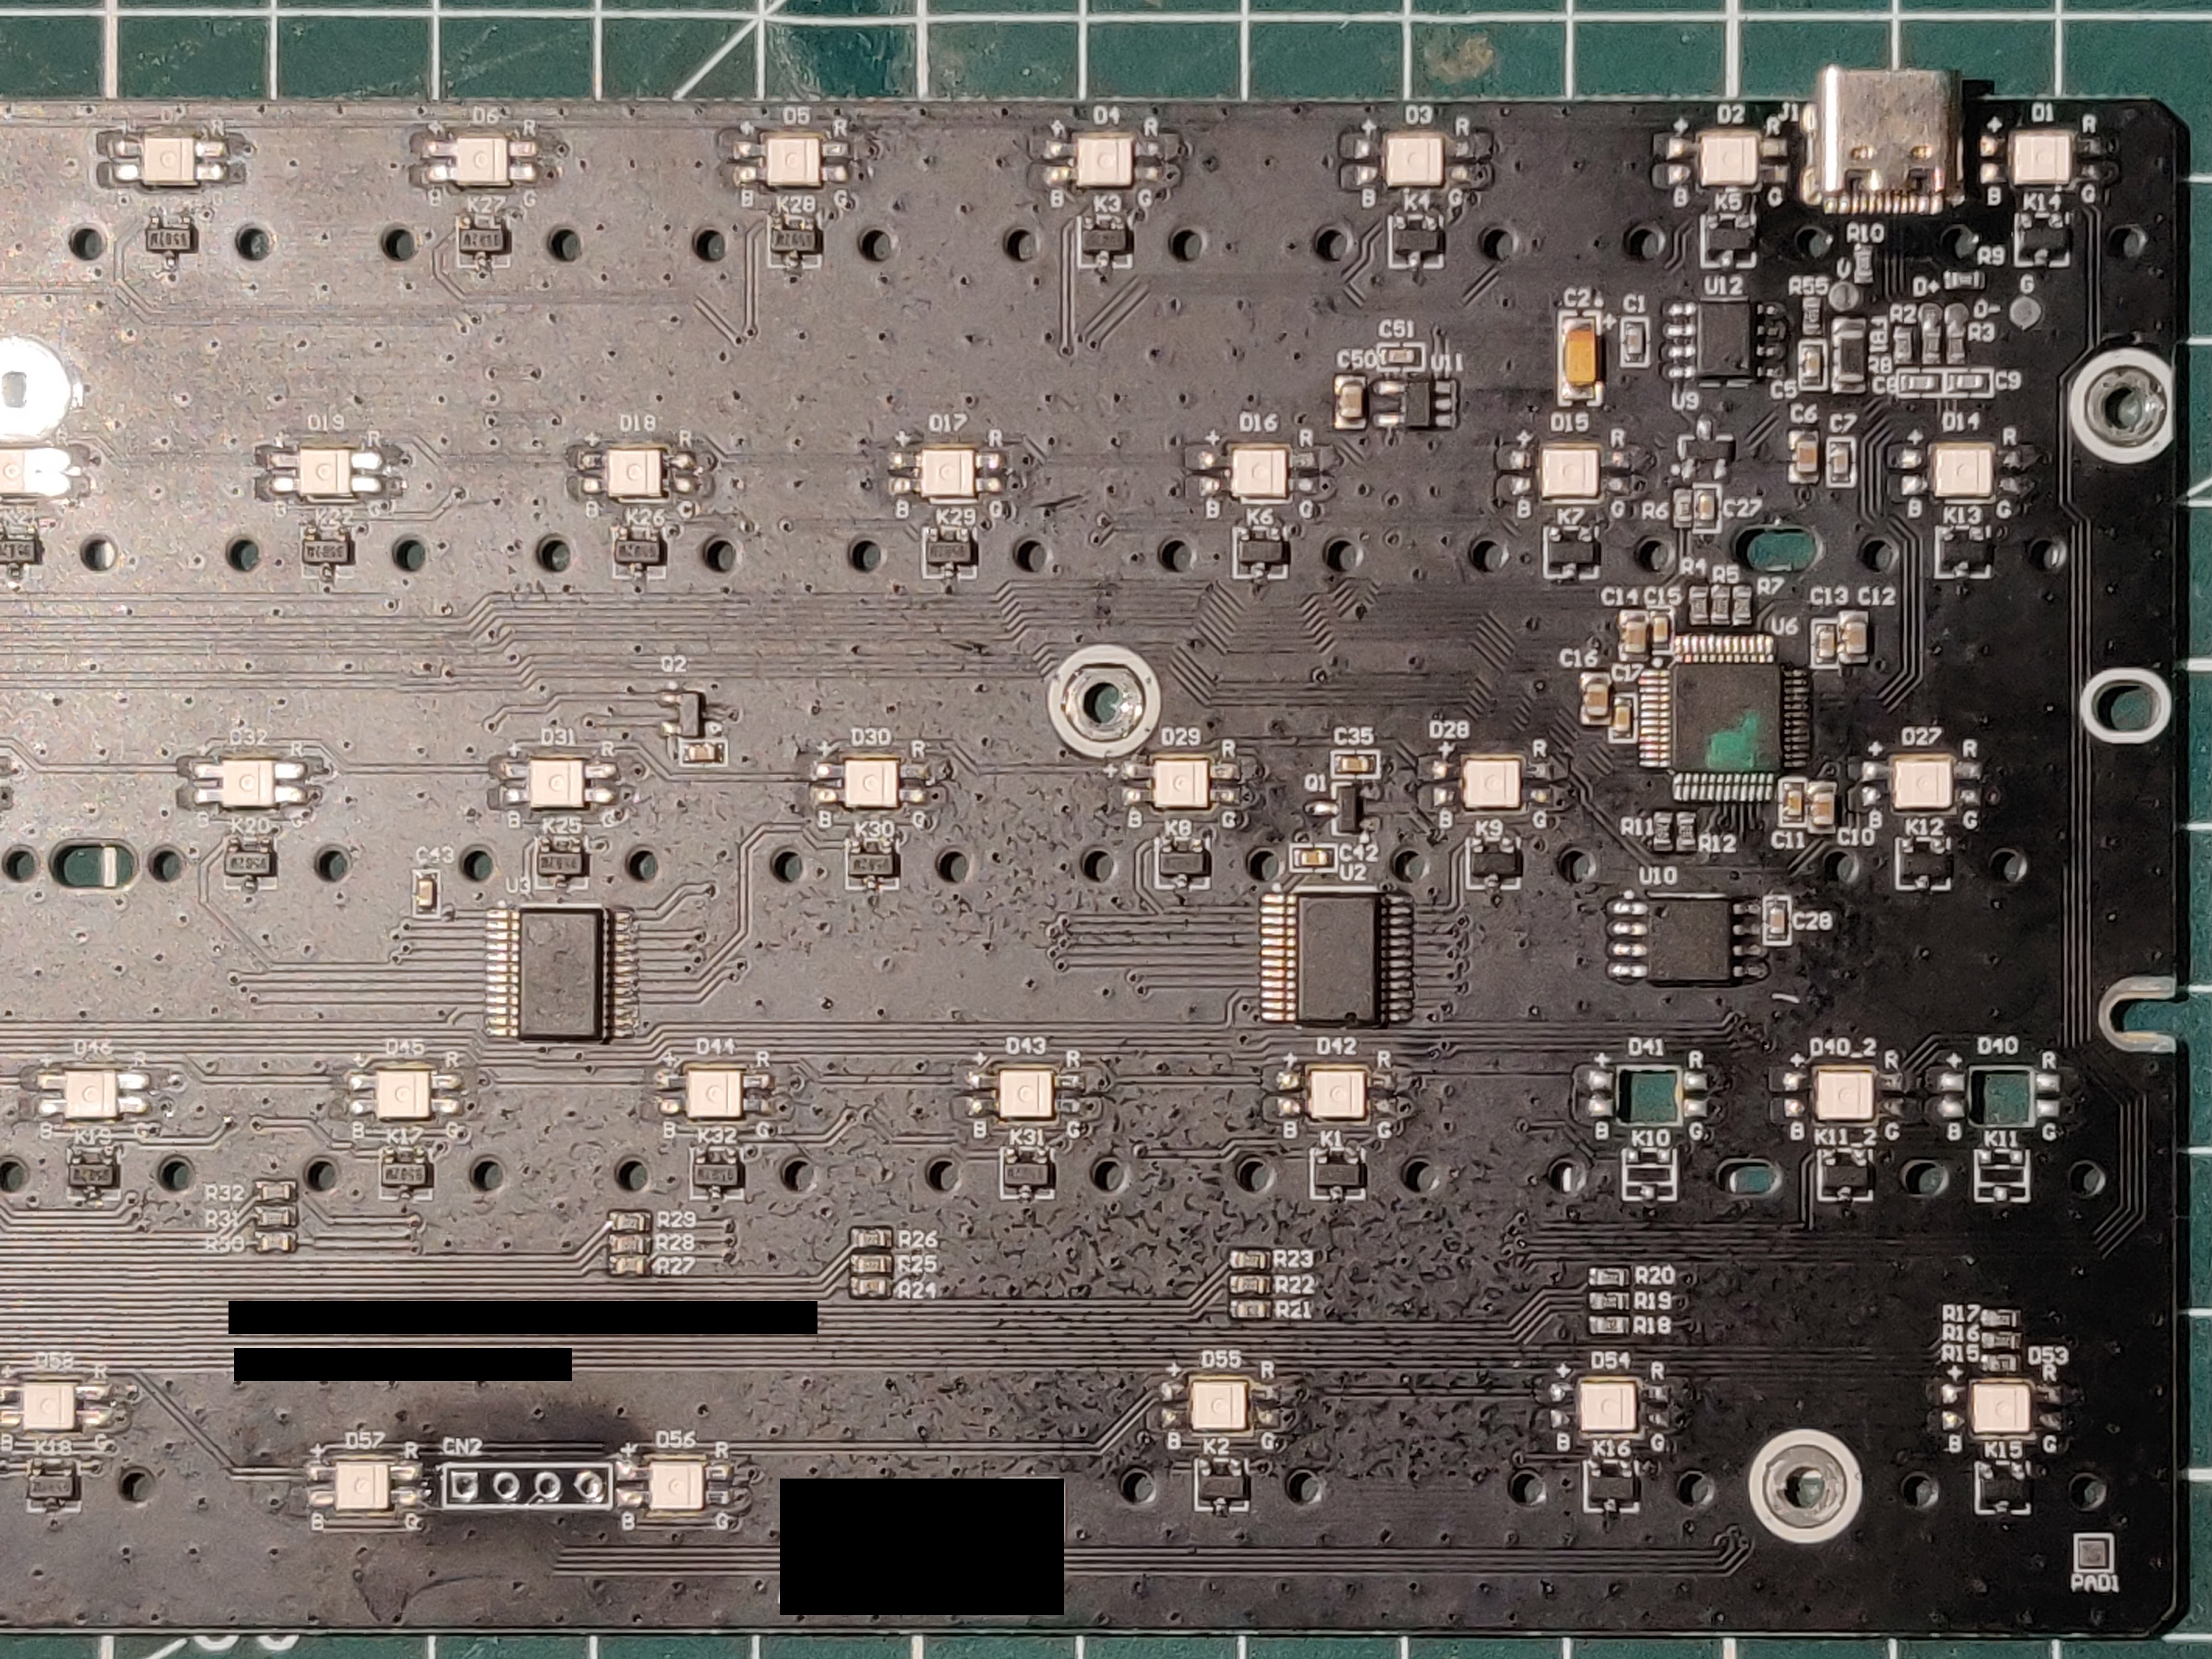 D6 D5 D4 D3 D2 J1 D1
+ R + R + R + R + R + R
B G B G B G B G B G B G
K27 K28 K3 K4 K5 K14
R10
V R9
U12 R55 D+ G
C2 C1 R2 D- R3
C51
C50 U11 C5 R8 C8 C9
U9
D19 D18 D17 D16 D15 C6 C7 D14
+ R + R + R + R + R + R
B G B G B G B G B G B G
K26 K29 K6 K7 R6 C27 K13
R4 R5 R7
C14 C15 C13 C12
U6
Q2 C16 C17
D32 D31 D30 D29 C35 D28 D27
+ R + R + R + R + R
Q1
B G B G B G B G B G B G
K20 K25 K30 K8 K9 R11 R12 C11 C10 K12
C43 C42
U3 U2 U10
C28
D46 D45 D44 D43 D42 D41 D40_2 D40
+ R + R + R + R + R + R + R + R
B G B G B G B G B G B G B G B G
K19 K17 K32 K31 K1 K10 K11_2 K11
R32
R31 R29
R30 R28 R26
R27 R25 R23
R24 R22 R20
R21 R19
R18 R17
R16
R15 D53
D58 D55 D54
+ R + R + R + R
B G B G B G B G
K18 K2 K16 K15
D57 CN2 D56
+ R + R
B G B G
PAD1